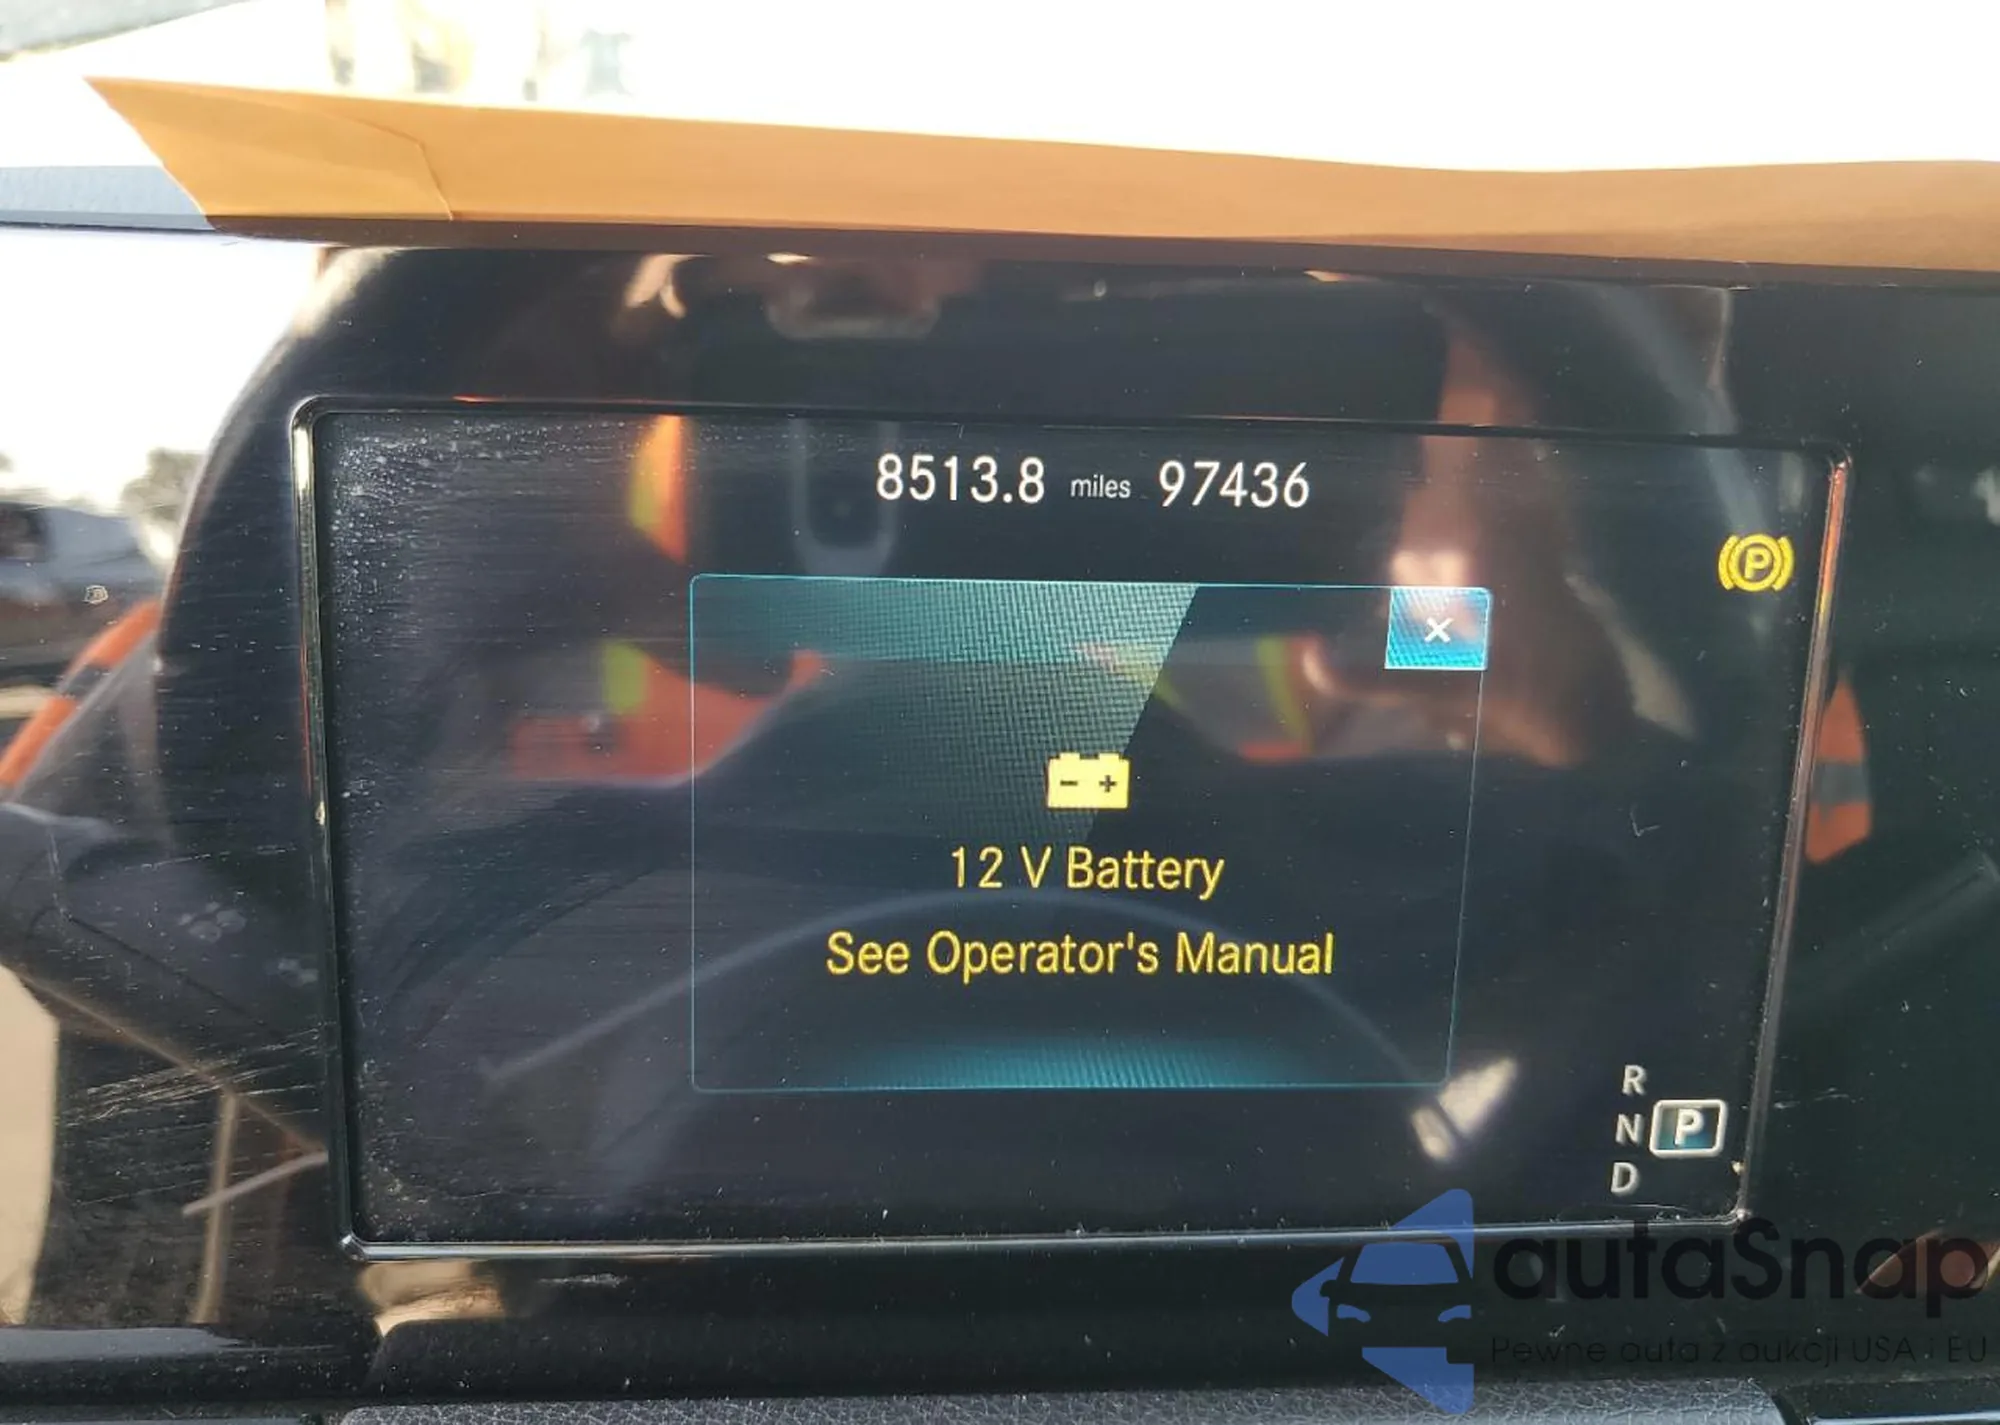 8513.8 miles 97436
P
×
- +
12 V Battery
See Operator's Manual
R
N P
D
autaSnap
Pewne auta z aukcji USA i EU